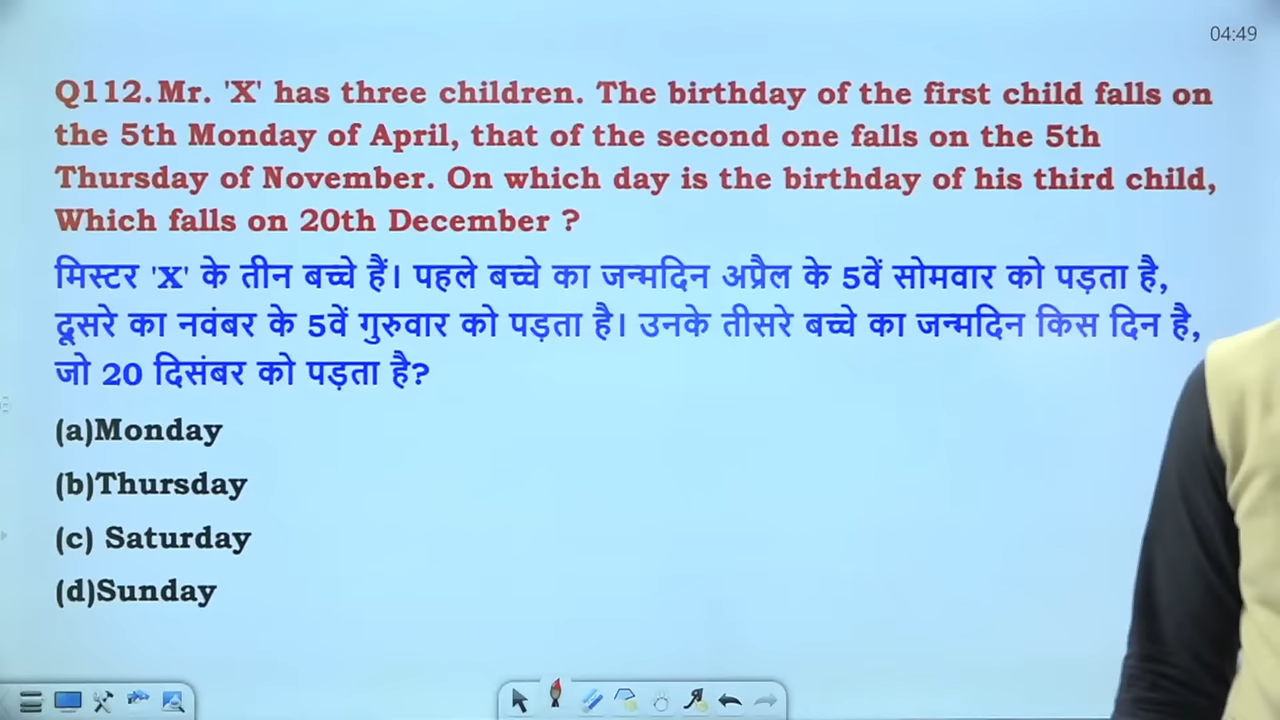 04:49
Q112.Mr. 'X' has three children. The birthday of the first child falls on
the 5th Monday of April, that of the second one falls on the 5th
Thursday of November. On which day is the birthday of his third child,
Which falls on 20th December ?
मिस्टर 'X' के तीन बच्चे हैं। पहले बच्चे का जन्मदिन अप्रैल के 5वें सोमवार को पड़ता है,
दूसरे का नवंबर के 5वें गुरुवार को पड़ता है। उनके तीसरे बच्चे का जन्मदिन किस दिन है,
जो 20 दिसंबर को पड़ता है?
(a)Monday
(b)Thursday
(c) Saturday
(d)Sunday